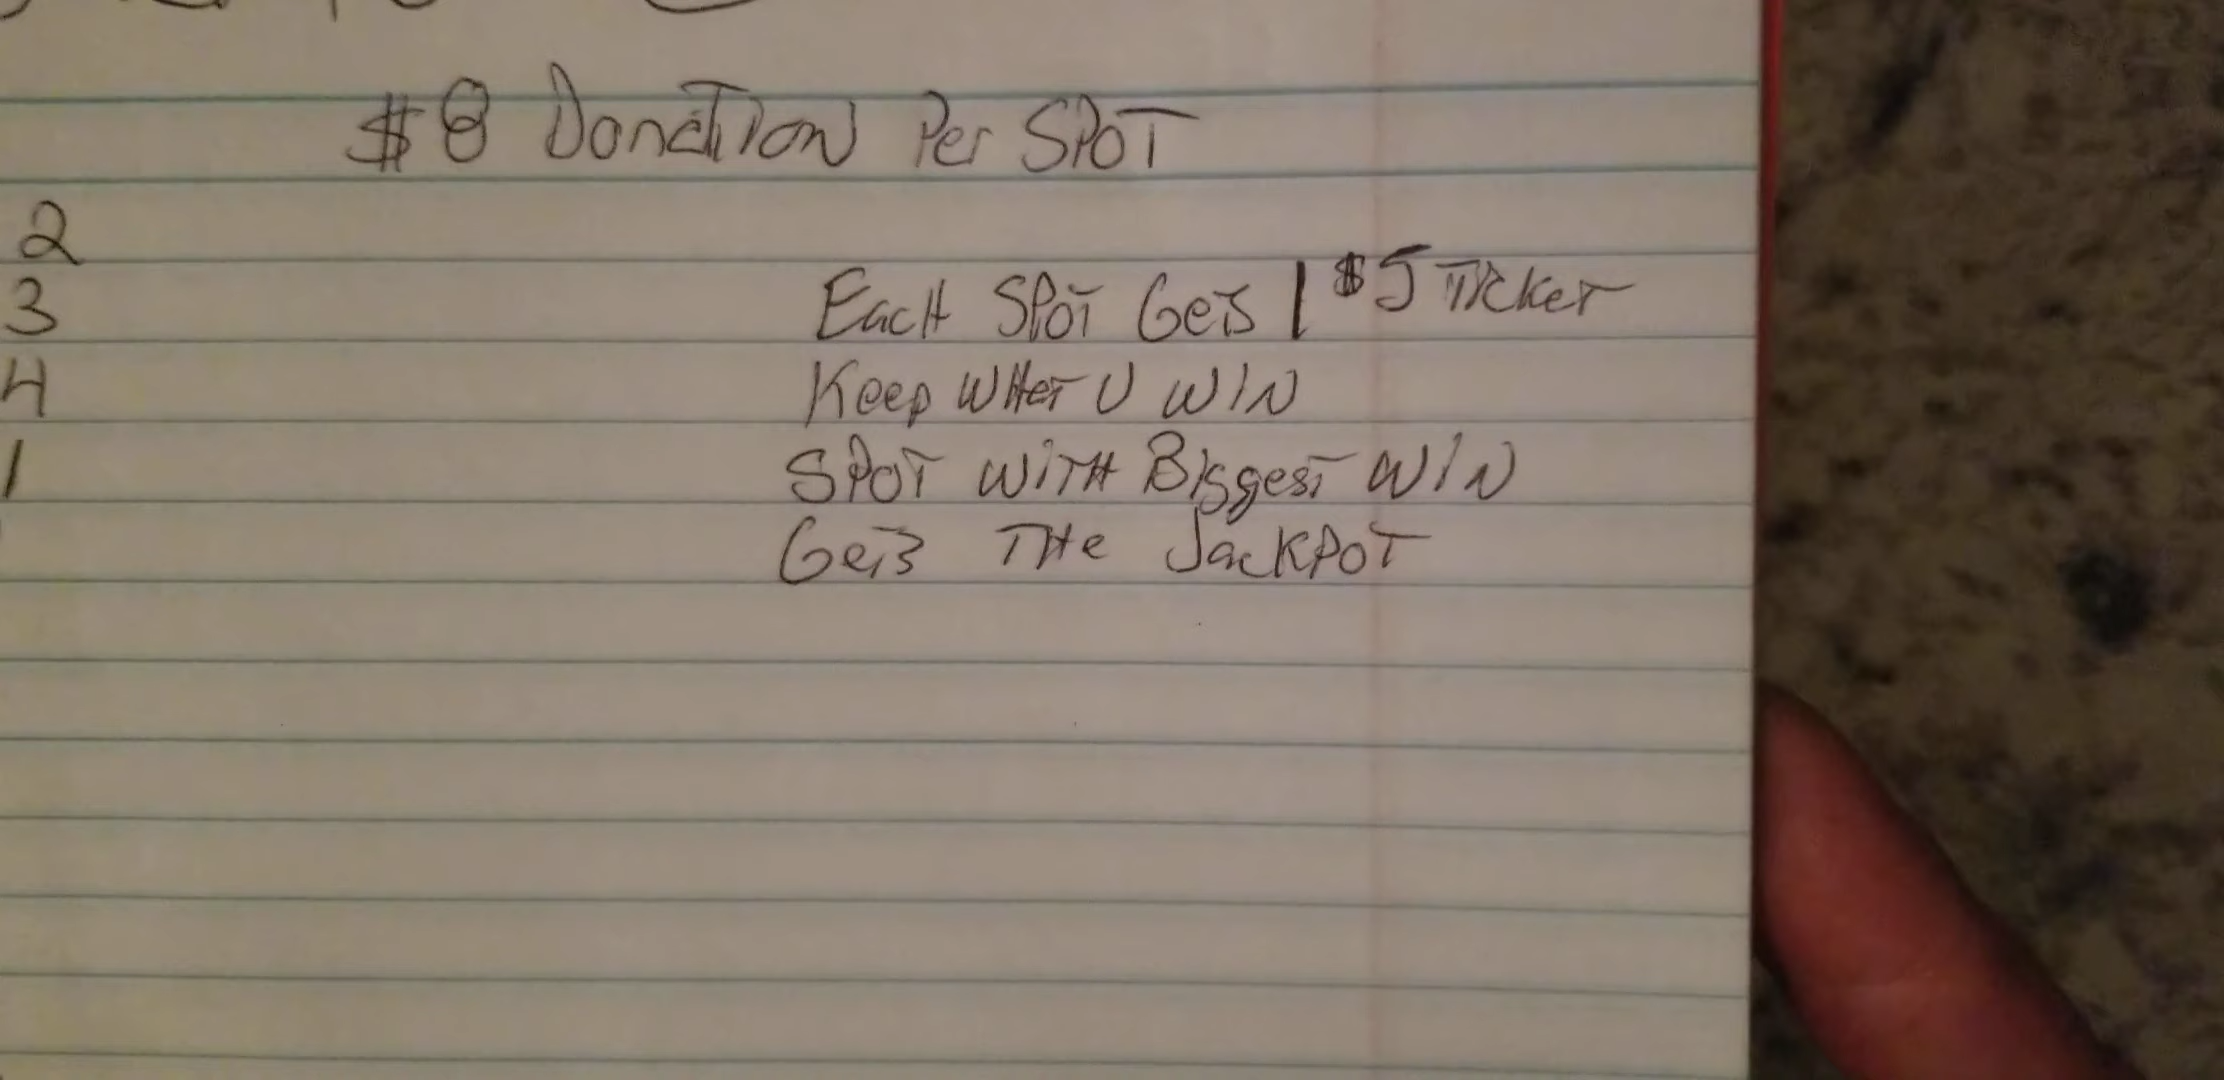 $8 Donation Per SPOT
2
3
Each SPOT Gets 1 $5 Ticket
4
Keep WHat U WIN
1
SPOT WITH Biggest WIN
Gets THe JackPOT